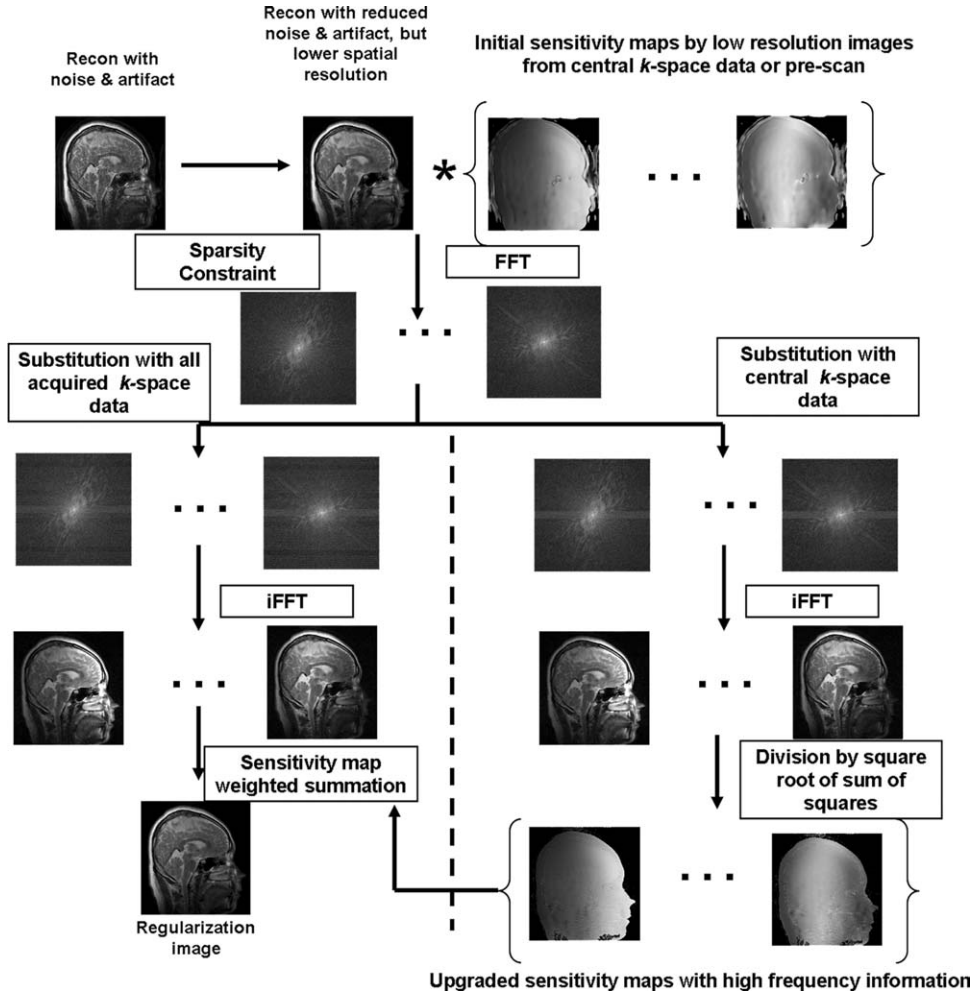 Recon with
noise & artifact
Recon with reduced
noise & artifact, but
lower spatial
resolution
Initial sensitivity maps by low resolution images
from central k-space data or pre-scan
*
Sparsity
Constraint
FFT
Substitution with all
acquired k-space
data
Substitution with
central k-space
data
iFFT
iFFT
Sensitivity map
weighted summation
Division by square
root of sum of
squares
Regularization
image
Upgraded sensitivity maps with high frequency information